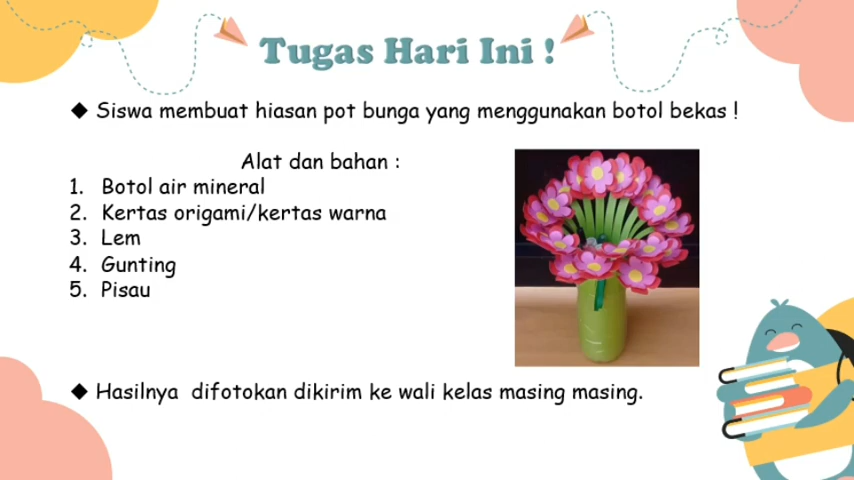 Tugas Hari Ini !
◆ Siswa membuat hiasan pot bunga yang menggunakan botol bekas !
Alat dan bahan :
1. Botol air mineral
2. Kertas origami/kertas warna
3. Lem
4. Gunting
5. Pisau
◆ Hasilnya difotokan dikirim ke wali kelas masing masing.